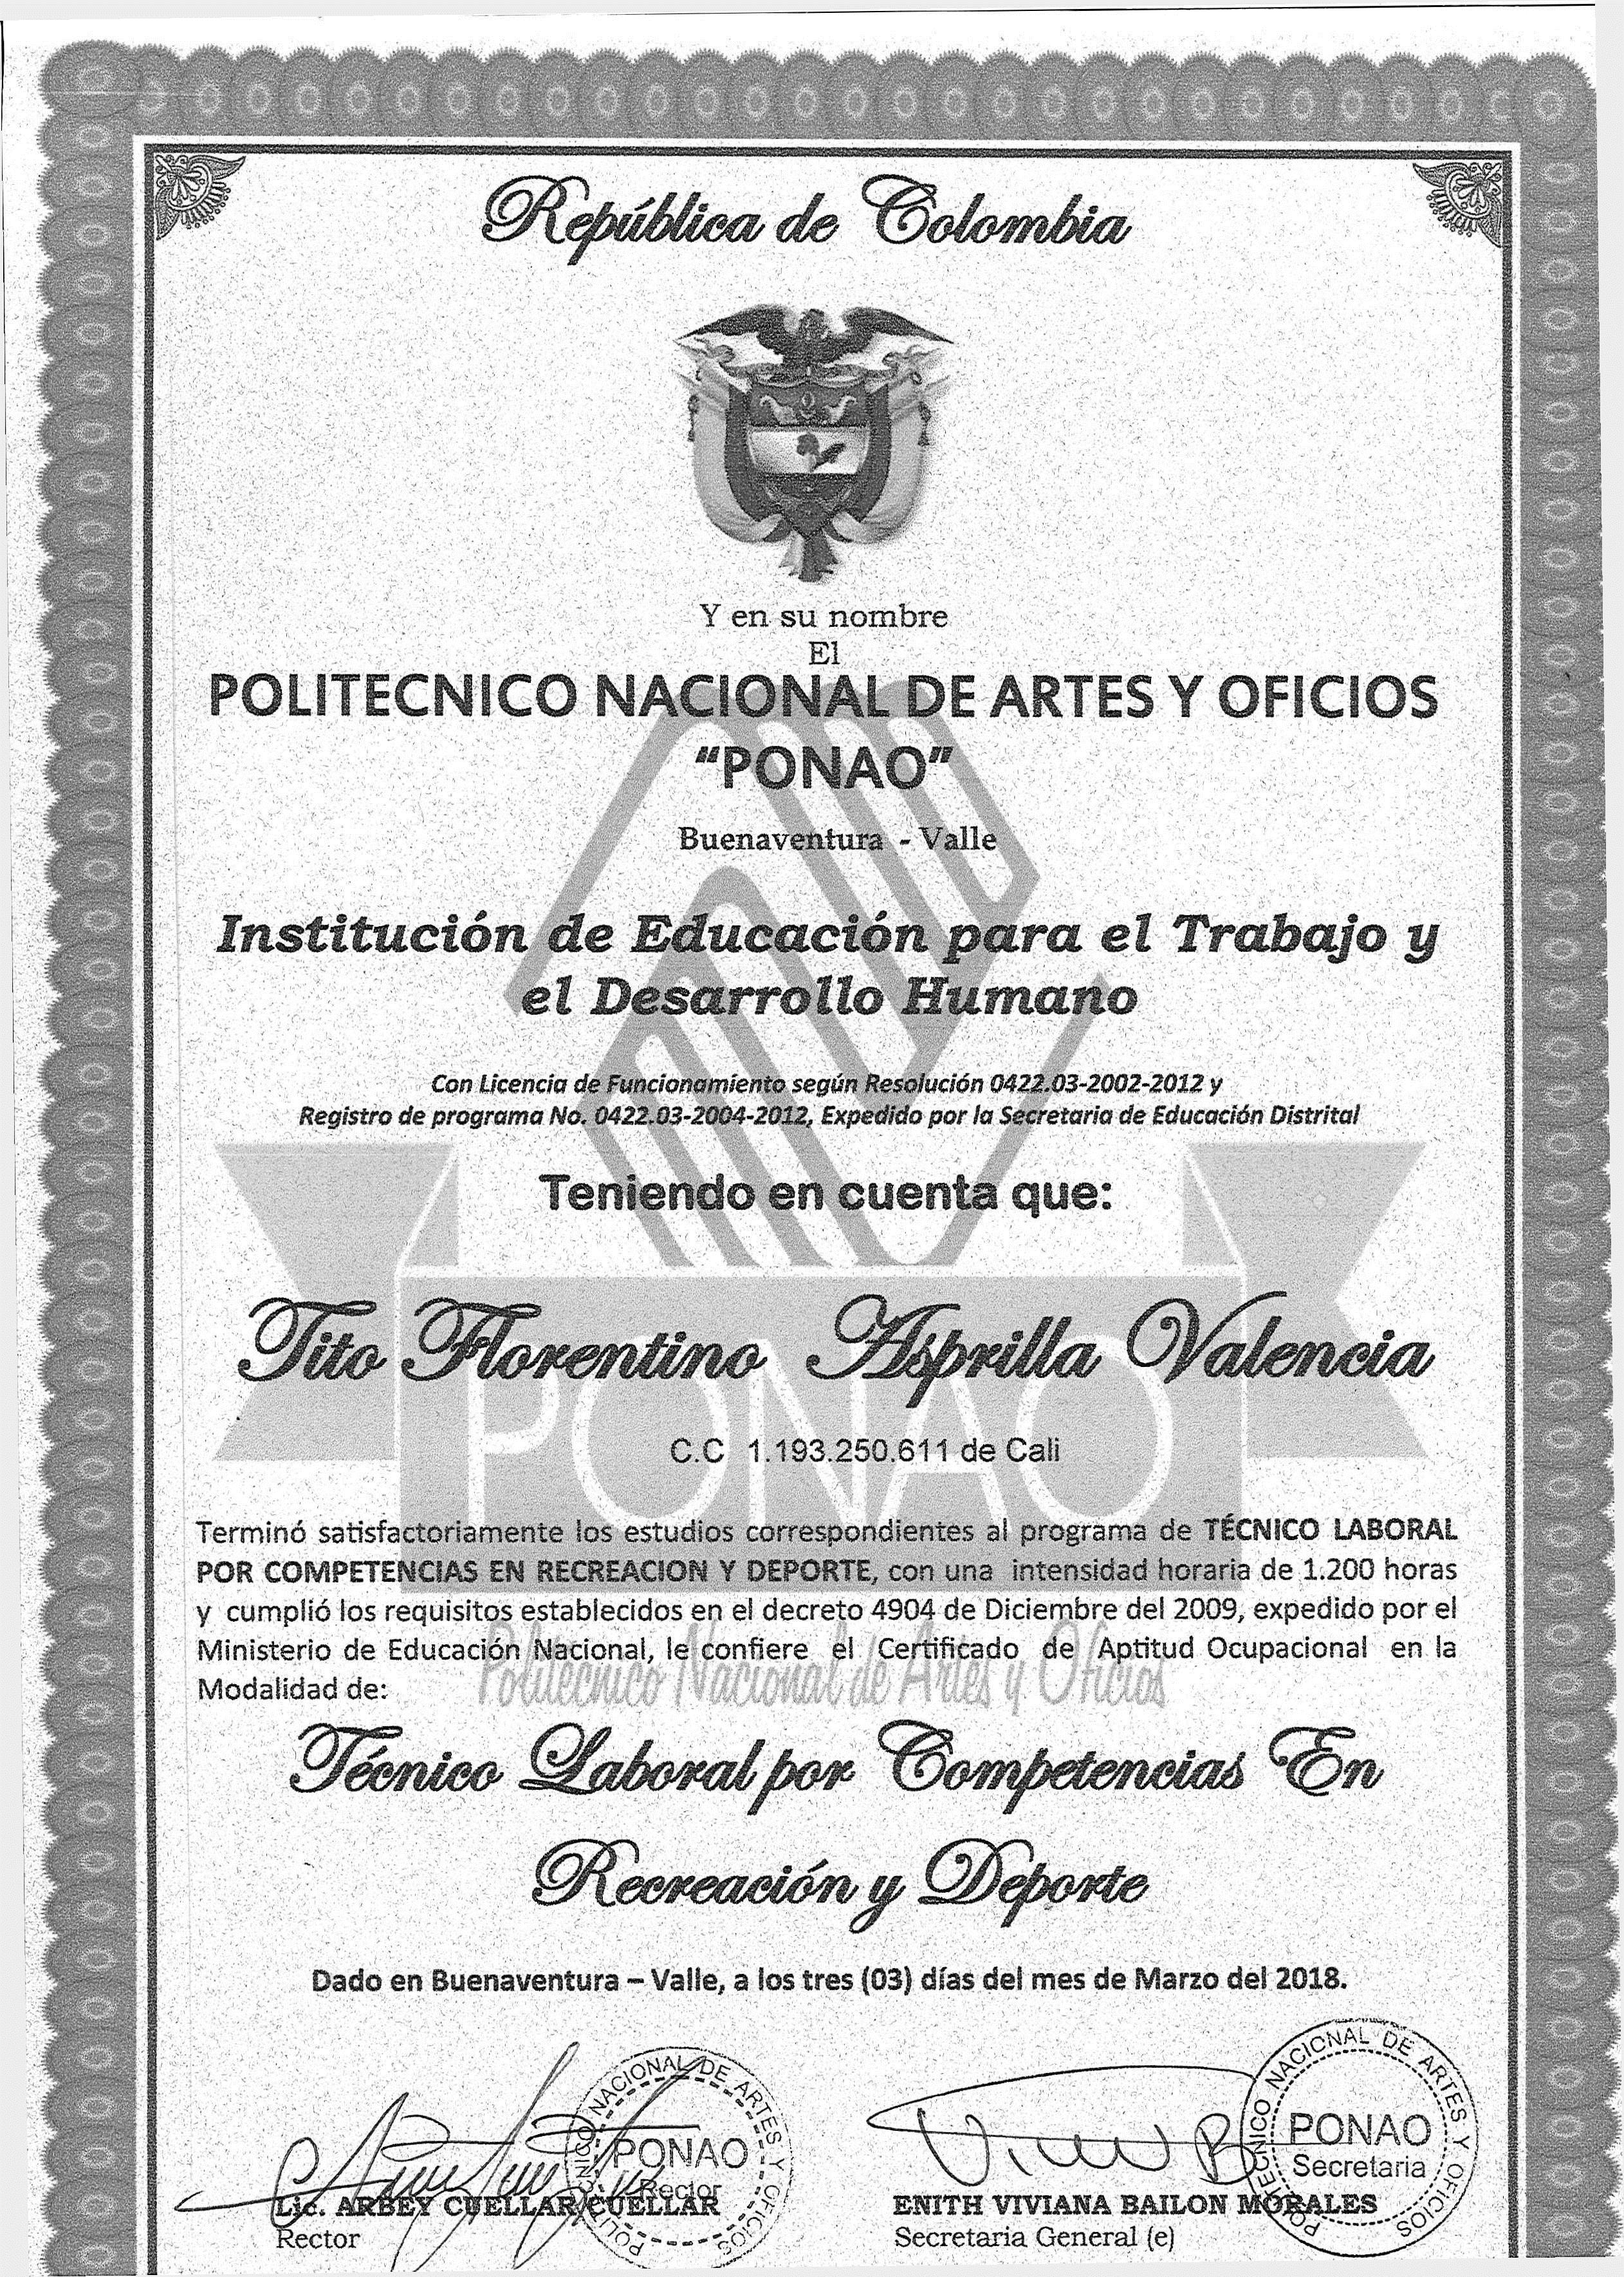 República de Colombia
Y en su nombre
El
POLITECNICO NACIONAL DE ARTES Y OFICIOS
"PONAO"
Buenaventura - Valle
Institución de Educación para el Trabajo y
el Desarrollo Humano
Con Licencia de Funcionamiento según Resolución 0422.03-2002-2012 y
Registro de programa No. 0422.03-2004-2012, Expedido por la Secretaria de Educación Distrital
Teniendo en cuenta que:
Tito Florentino Asprilla Valencia
PONAO
C.C 1.193.250.611 de Cali
Terminó satisfactoriamente los estudios correspondientes al programa de TÉCNICO LABORAL
POR COMPETENCIAS EN RECREACION Y DEPORTE, con una intensidad horaria de 1.200 horas
y cumplió los requisitos establecidos en el decreto 4904 de Diciembre del 2009, expedido por el
Ministerio de Educación Nacional, le confiere el Certificado de Aptitud Ocupacional en la
Modalidad de:
Politecnico Nacional de Artes y Oficios
Técnico Laboral por Competencias En
Recreación y Deporte
Dado en Buenaventura – Valle, a los tres (03) días del mes de Marzo del 2018.
POLITECNICO NACIONAL DE ARTES Y OFICIOS
PONAO
Rector
Lic. ARBEY CUELLAR CUELLAR
Rector
POLITECNICO NACIONAL DE ARTES Y OFICIOS
PONAO
Secretaria
ENITH VIVIANA BAILON MORALES
Secretaria General (e)